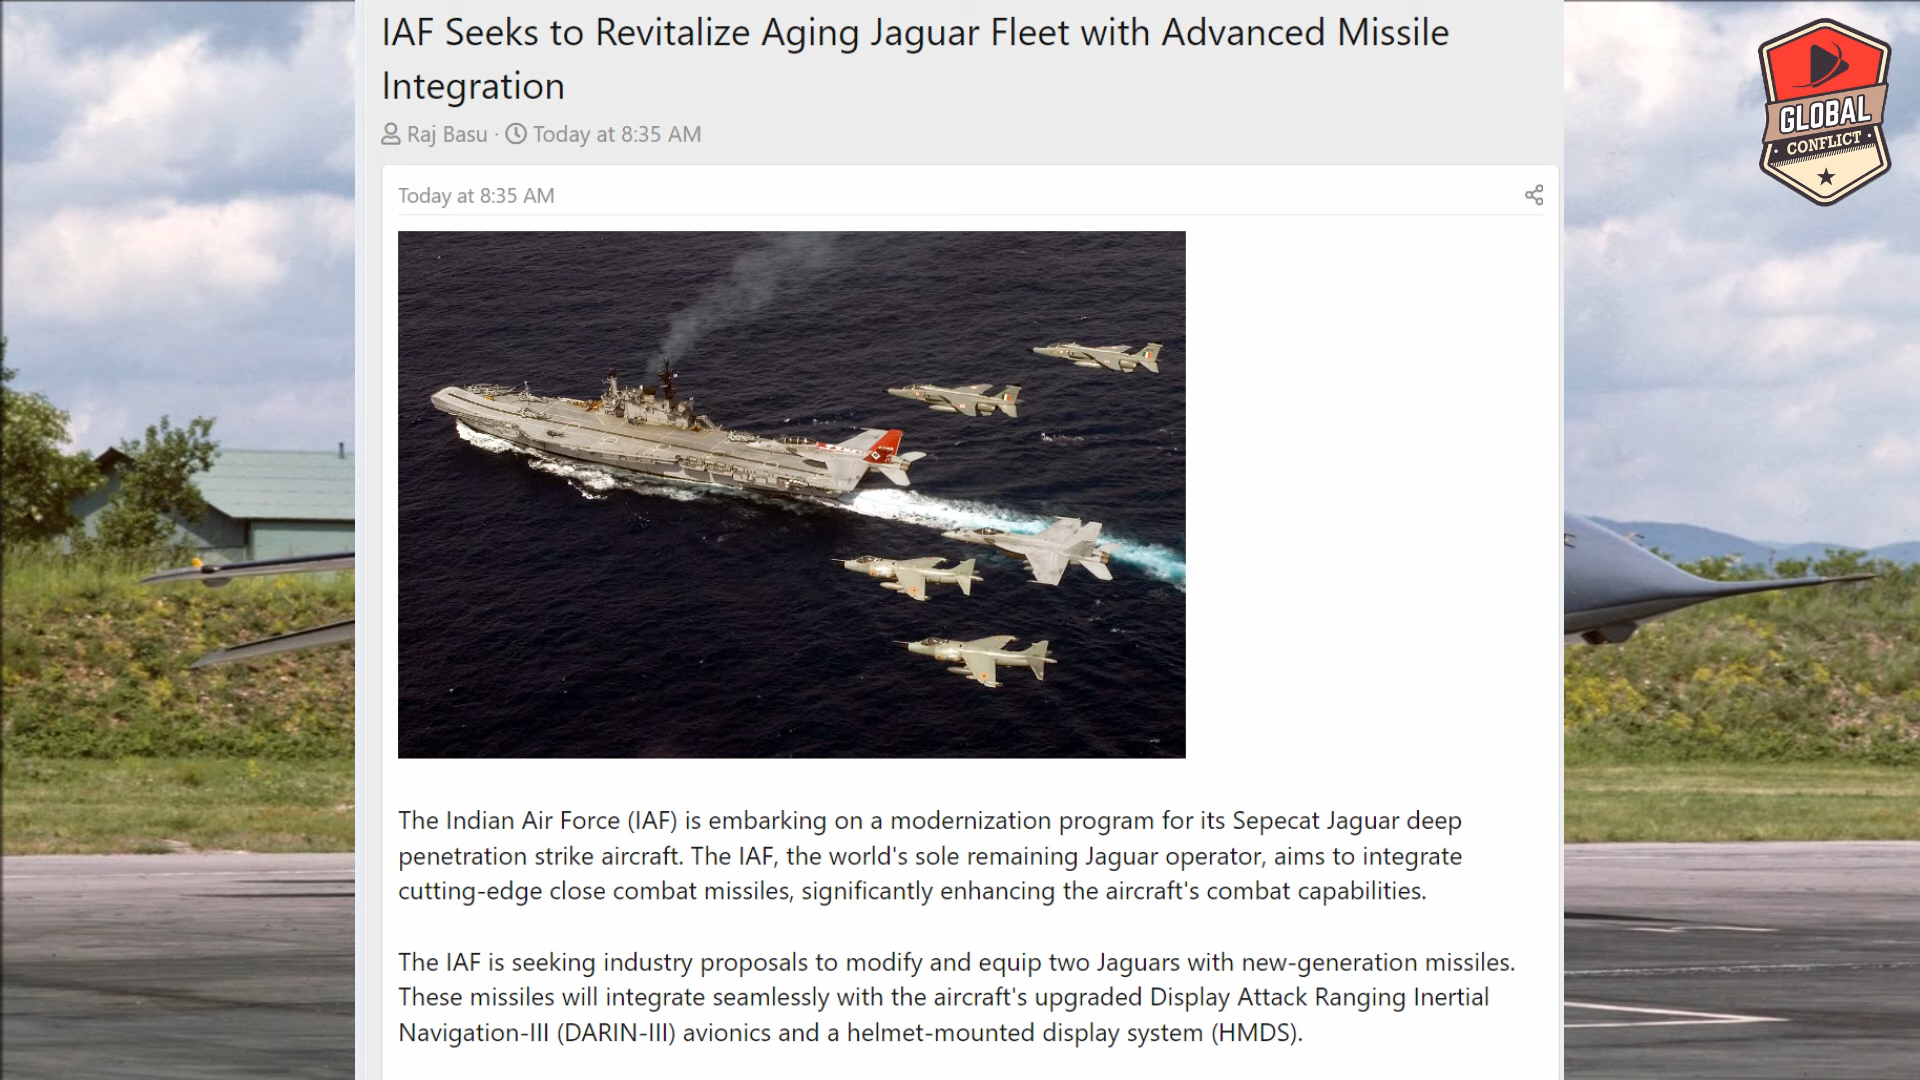 IAF Seeks to Revitalize Aging Jaguar Fleet with Advanced Missile
Integration
Raj Basu · Today at 8:35 AM
Today at 8:35 AM
GLOBAL
· CONFLICT ·
The Indian Air Force (IAF) is embarking on a modernization program for its Sepecat Jaguar deep
penetration strike aircraft. The IAF, the world's sole remaining Jaguar operator, aims to integrate
cutting-edge close combat missiles, significantly enhancing the aircraft's combat capabilities.
The IAF is seeking industry proposals to modify and equip two Jaguars with new-generation missiles.
These missiles will integrate seamlessly with the aircraft's upgraded Display Attack Ranging Inertial
Navigation-III (DARIN-III) avionics and a helmet-mounted display system (HMDS).